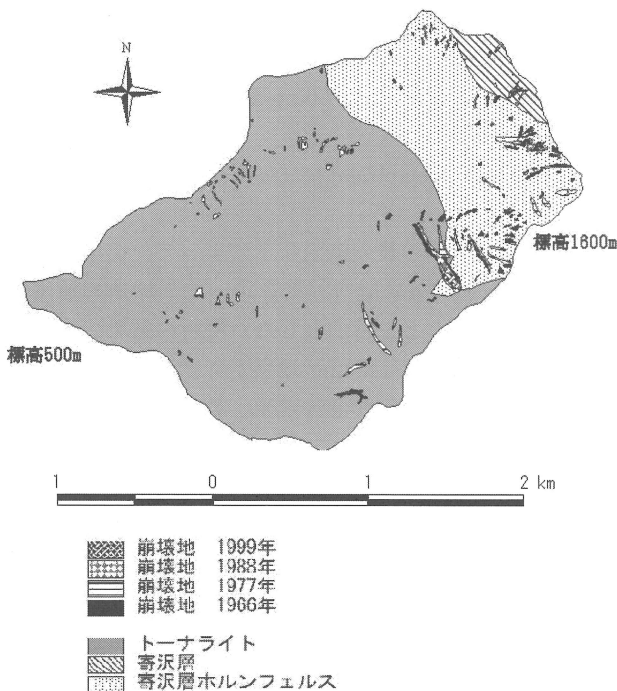 N
標高1600m
標高500m
1 0 1 2 km
崩壊地 1999年
崩壊地 1988年
崩壊地 1977年
崩壊地 1966年
トーナライト
寄沢層
寄沢層ホルンフェルス